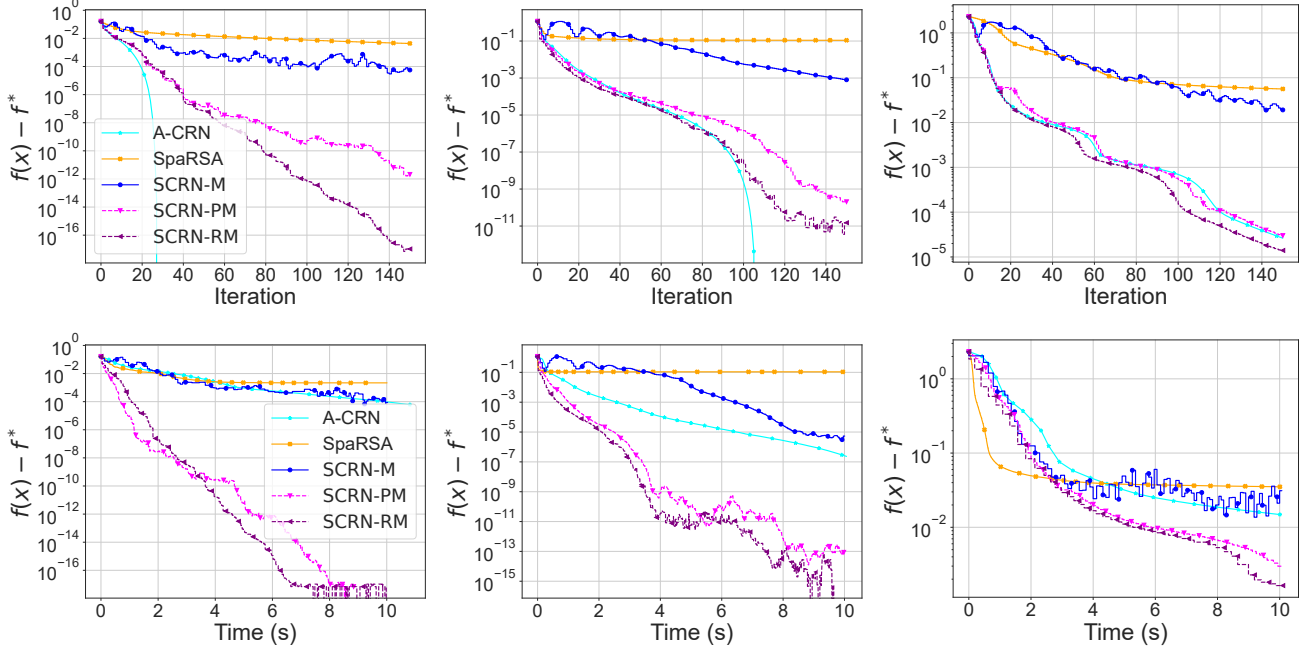 f(x) − f*
10^0
10^−2
10^−4
10^−6
10^−8
10^−10
10^−12
10^−14
10^−16
A-CRN
SpaRSA
SCRN-M
SCRN-PM
SCRN-RM
0 20 40 60 80 100 120 140
Iteration
f(x) − f*
10^1
10^−1
10^−3
10^−5
10^−7
10^−9
10^−11
0 20 40 60 80 100 120 140
Iteration
f(x) − f*
10^0
10^−1
10^−2
10^−3
10^−4
10^−5
0 20 40 60 80 100 120 140
Iteration
f(x) − f*
10^0
10^−2
10^−4
10^−6
10^−8
10^−10
10^−12
10^−14
10^−16
A-CRN
SpaRSA
SCRN-M
SCRN-PM
SCRN-RM
0 2 4 6 8 10
Time (s)
f(x) − f*
10^1
10^−1
10^−3
10^−5
10^−7
10^−9
10^−11
10^−13
10^−15
0 2 4 6 8 10
Time (s)
f(x) − f*
10^0
10^−1
10^−2
0 2 4 6 8 10
Time (s)